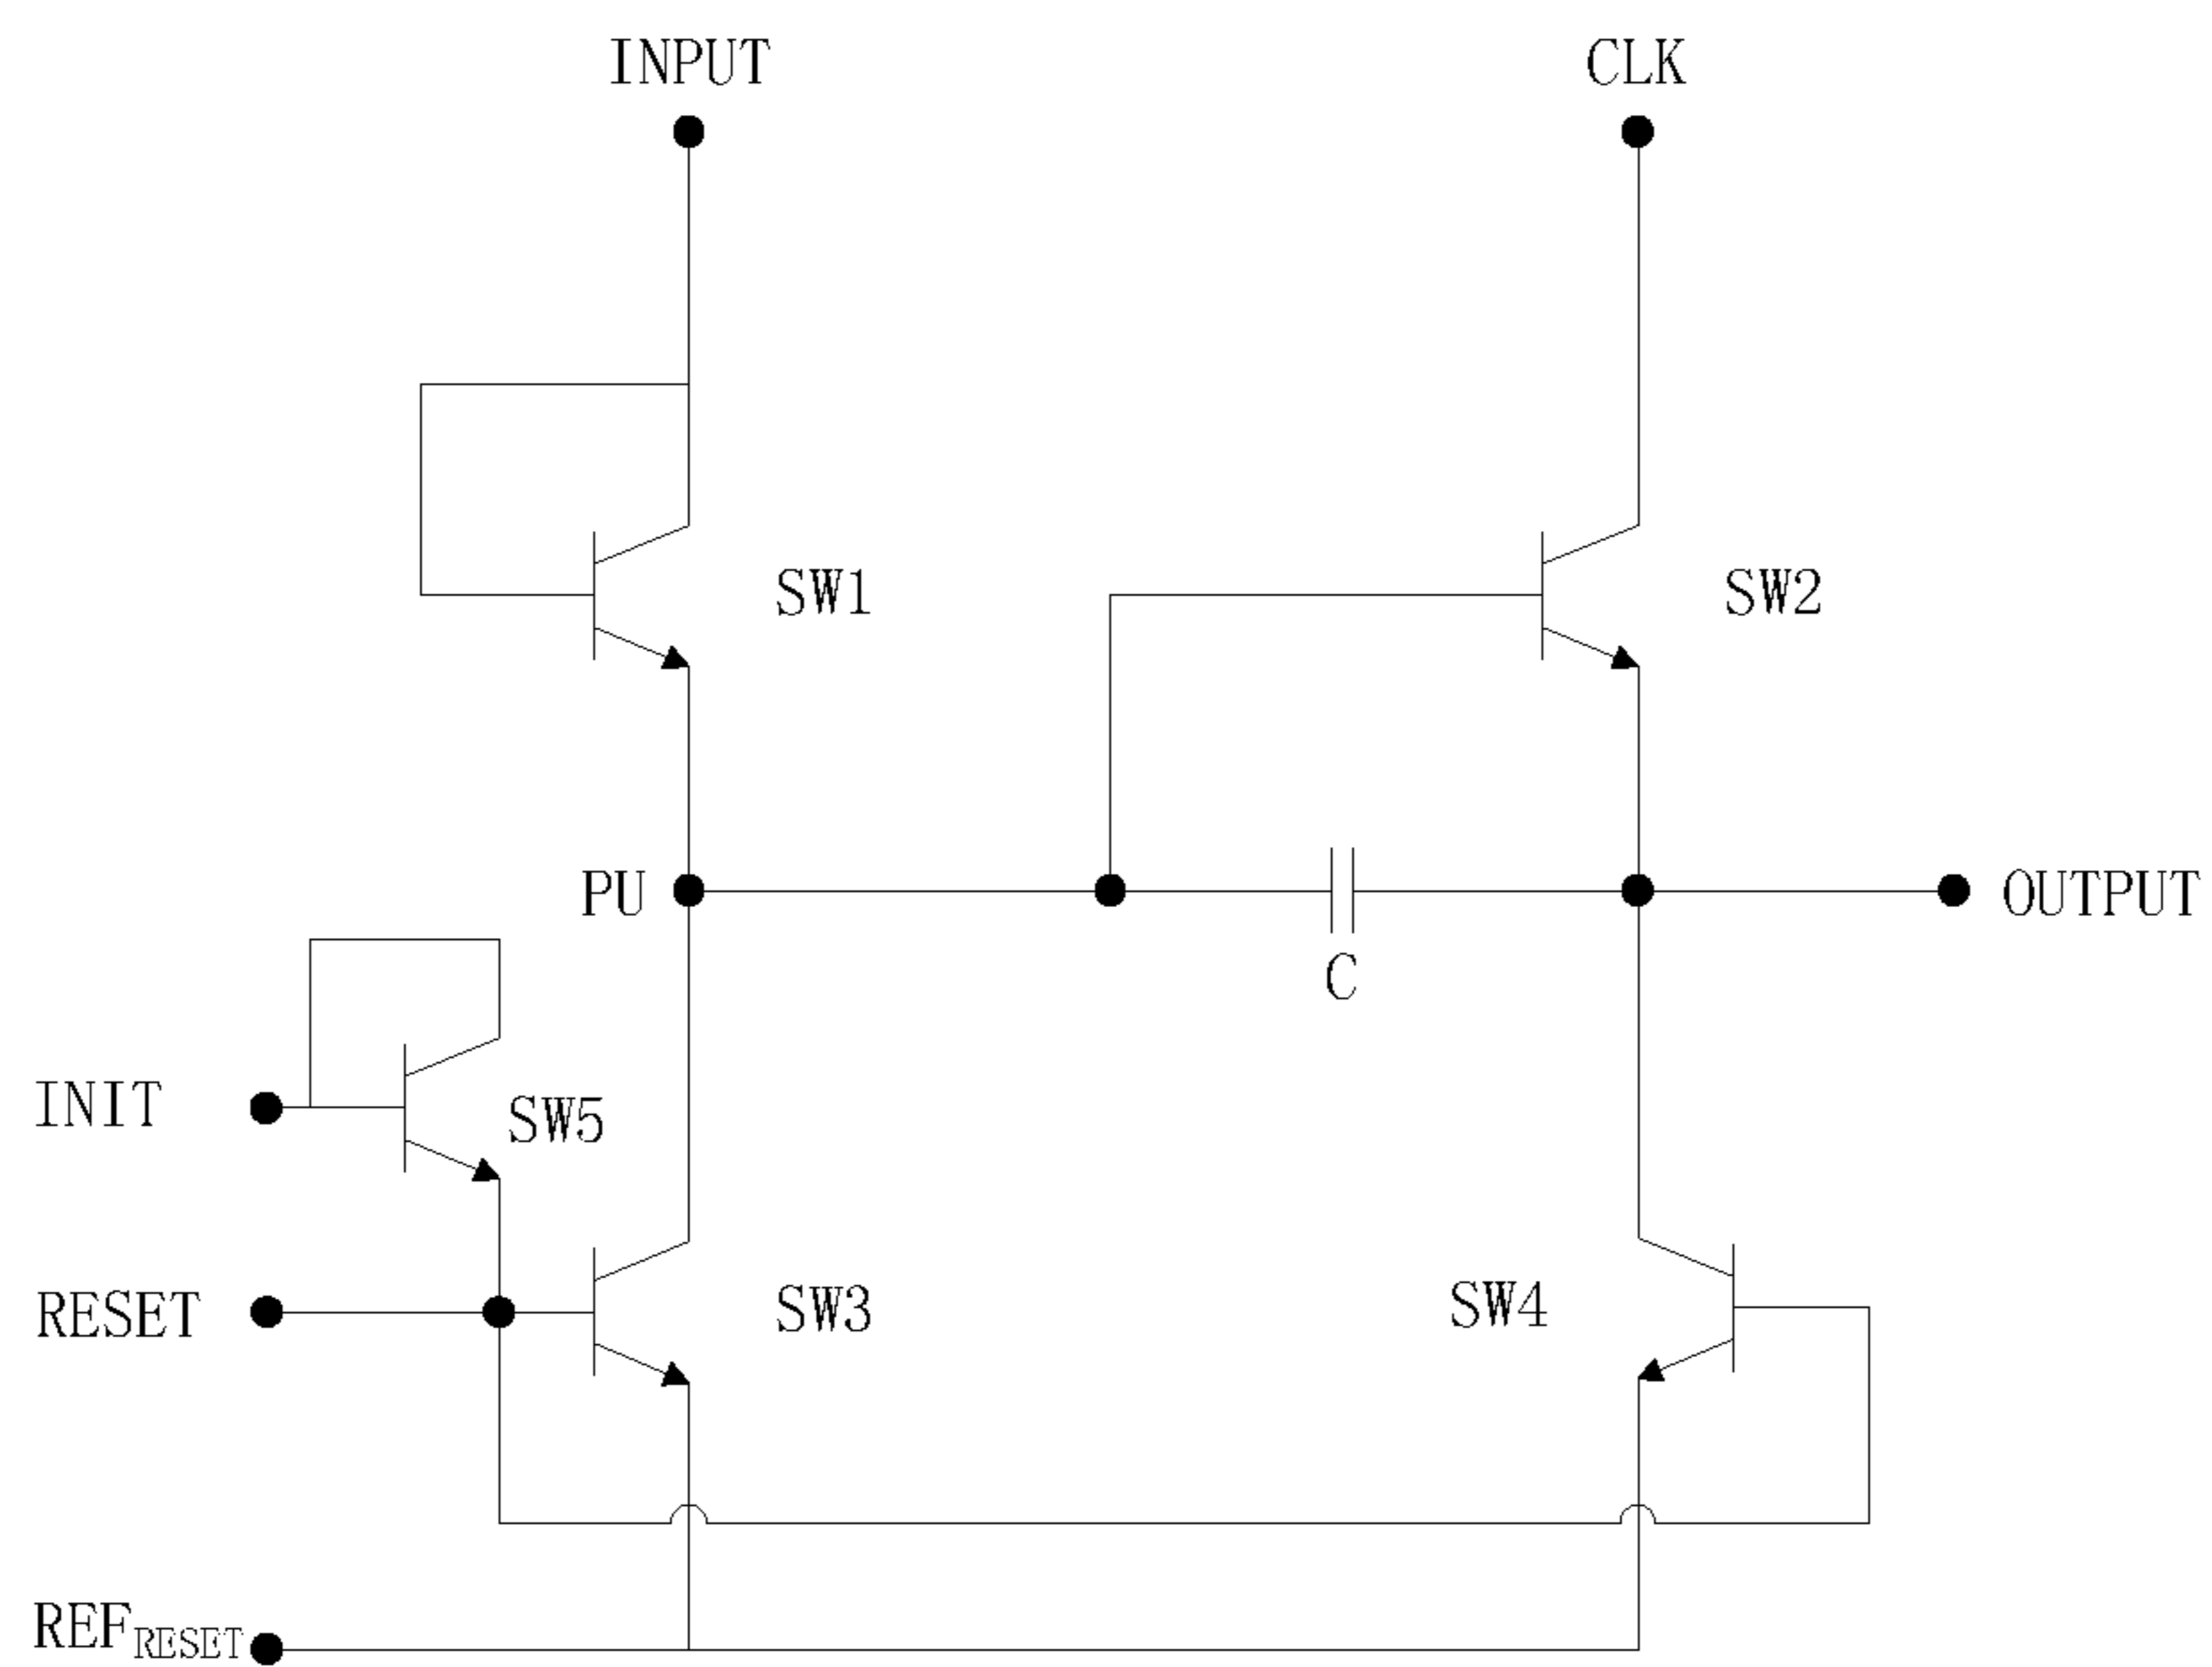 INPUT
CLK
SW1
SW2
PU
OUTPUT
C
INIT
SW5
RESET
SW3
SW4
REFRESET